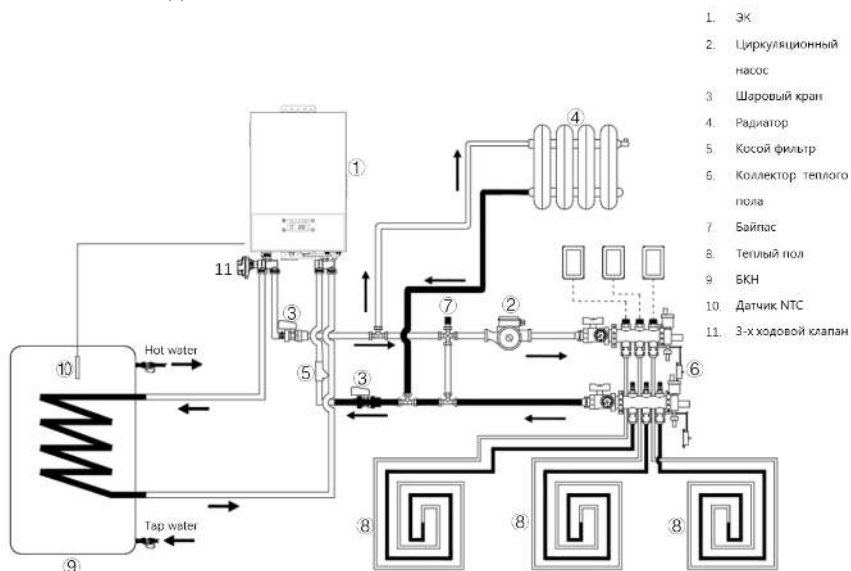 1. ЭК
2. Циркуляционный
насос
3 Шаровый кран
4. Радиатор
5. Косой фильтр
6. Коллектор теплого
пола
7. Байпас
8. Теплый пол
9. БКН
10. Датчик NTC
11. 3-х ходовой клапан
④
①
11
③
⑦
②
Hot water
⑩
⑤
③
⑥
Tap water
⑧
⑧
⑧
⑨